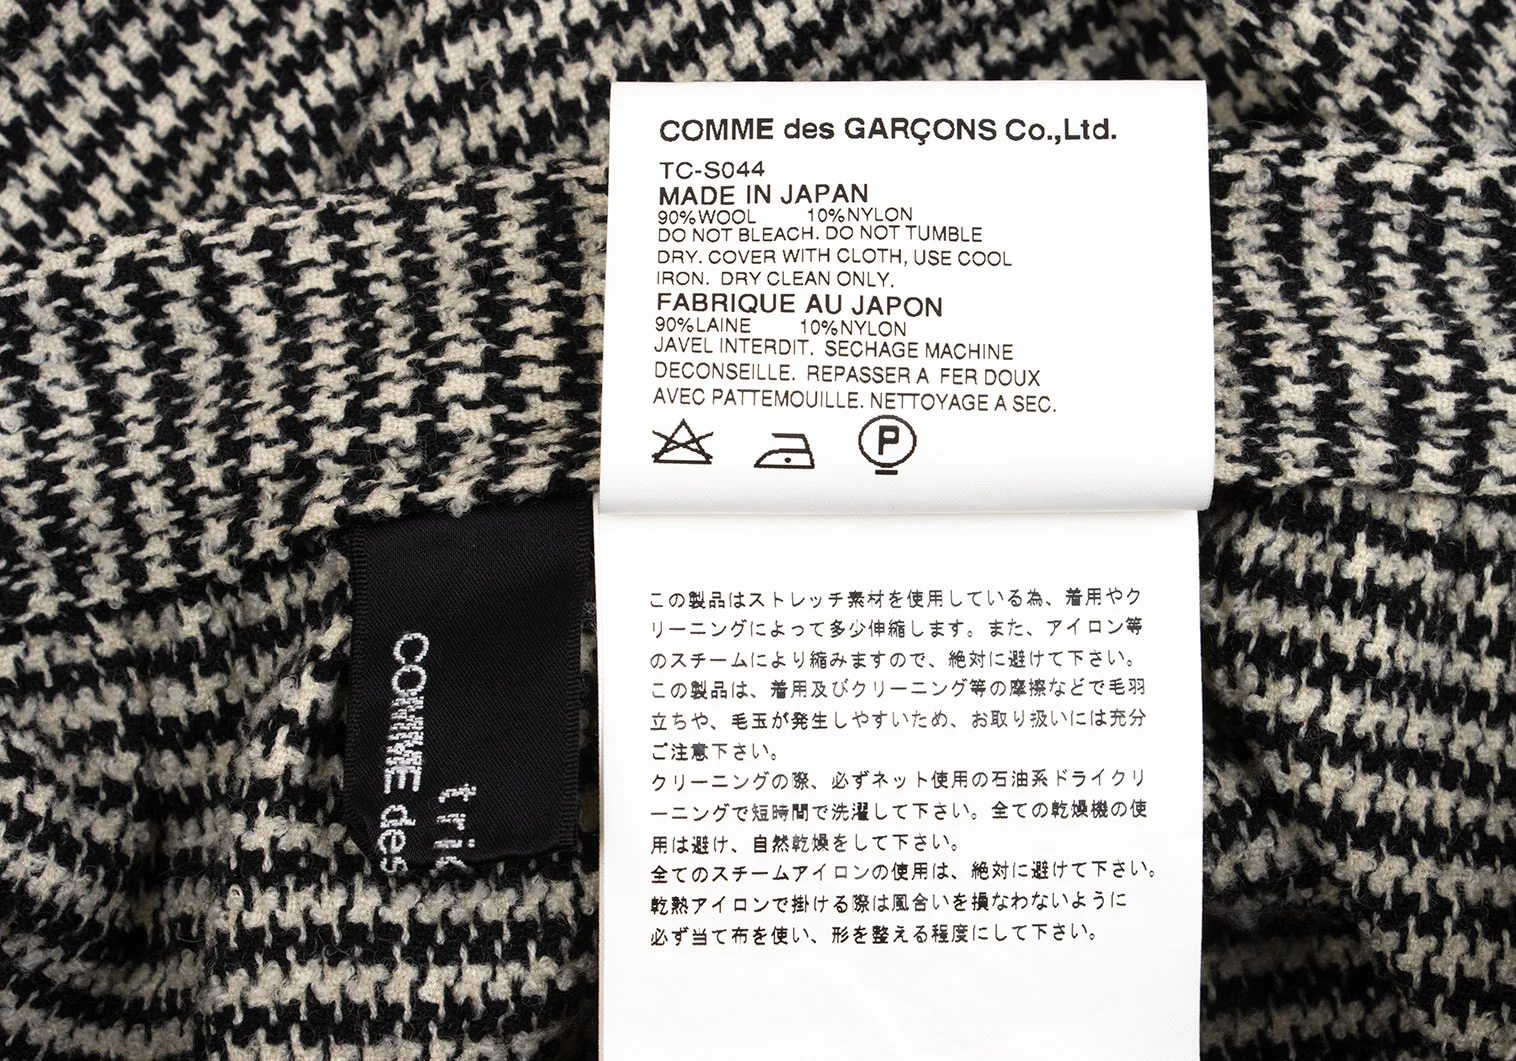 COMME des GARÇONS Co.,Ltd.
TC-S044
MADE IN JAPAN
90%WOOL 10%NYLON
DO NOT BLEACH. DO NOT TUMBLE
DRY. COVER WITH CLOTH, USE COOL
IRON. DRY CLEAN ONLY.
FABRIQUE AU JAPON
90%LAINE 10%NYLON
JAVEL INTERDIT. SECHAGE MACHINE
DECONSEILLE. REPASSER A FER DOUX
AVEC PATTEMOUILLE. NETTOYAGE A SEC.
P
この製品はストレッチ素材を使用している為、着用やク
リーニングによって多少伸縮します。また、アイロン等
のスチームにより縮みますので、絶対に避けて下さい。
この製品は、着用及びクリーニング等の摩擦などで毛羽
立ちや、毛玉が発生しやすいため、お取り扱いには充分
ご注意下さい。
クリーニングの際、必ずネット使用の石油系ドライクリ
ーニングで短時間で洗濯して下さい。全ての乾燥機の使
用は避け、自然乾燥をして下さい。
全てのスチームアイロンの使用は、絶対に避けて下さい。
乾熱アイロンで掛ける際は風合いを損なわないように
必ず当て布を使い、形を整える程度にして下さい。
tric
COMME des